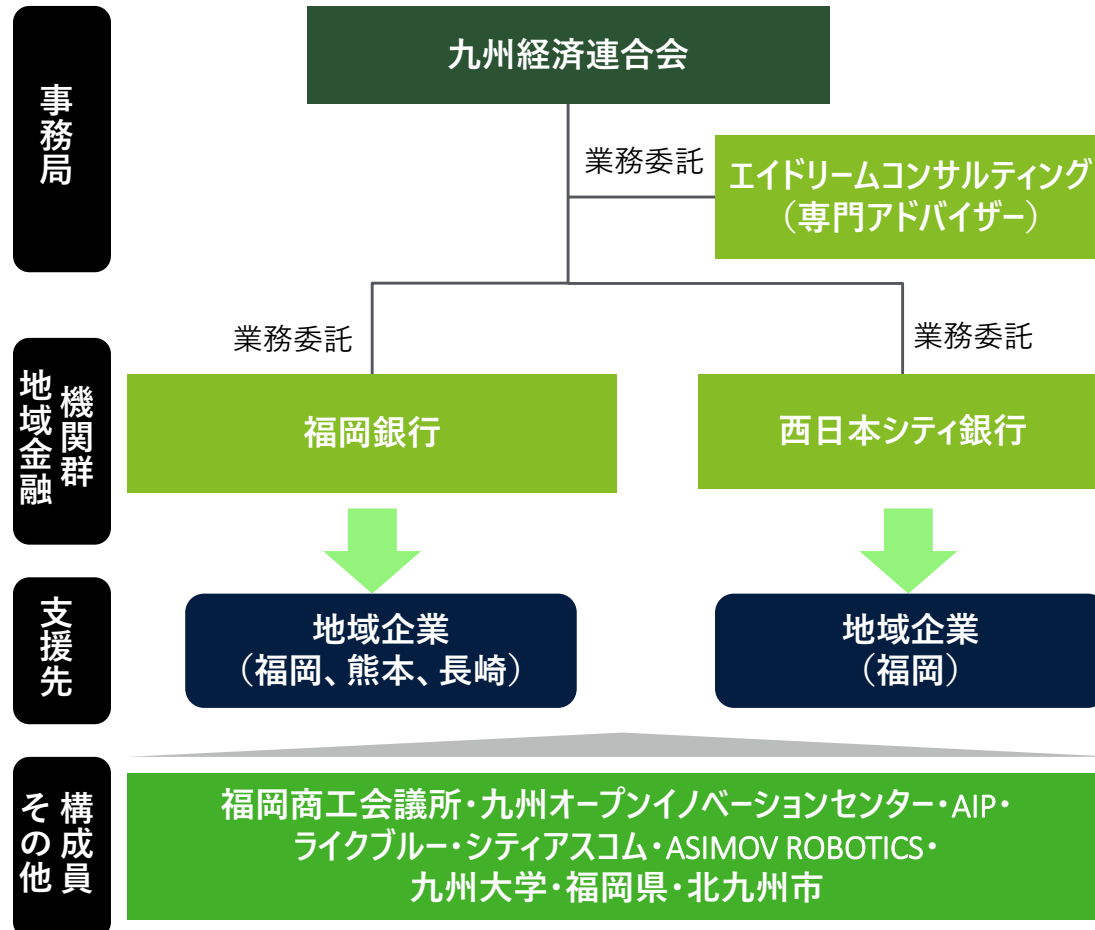 事務局
九州経済連合会
業務委託
エイドリームコンサルティング
（専門アドバイザー）
業務委託
業務委託
地域金融
機関群
福岡銀行
西日本シティ銀行
支援先
地域企業
（福岡、熊本、長崎）
地域企業
（福岡）
その他
構成員
福岡商工会議所・九州オープンイノベーションセンター・AIP・
ライクブルー・シティアスコム・ASIMOV ROBOTICS・
九州大学・福岡県・北九州市